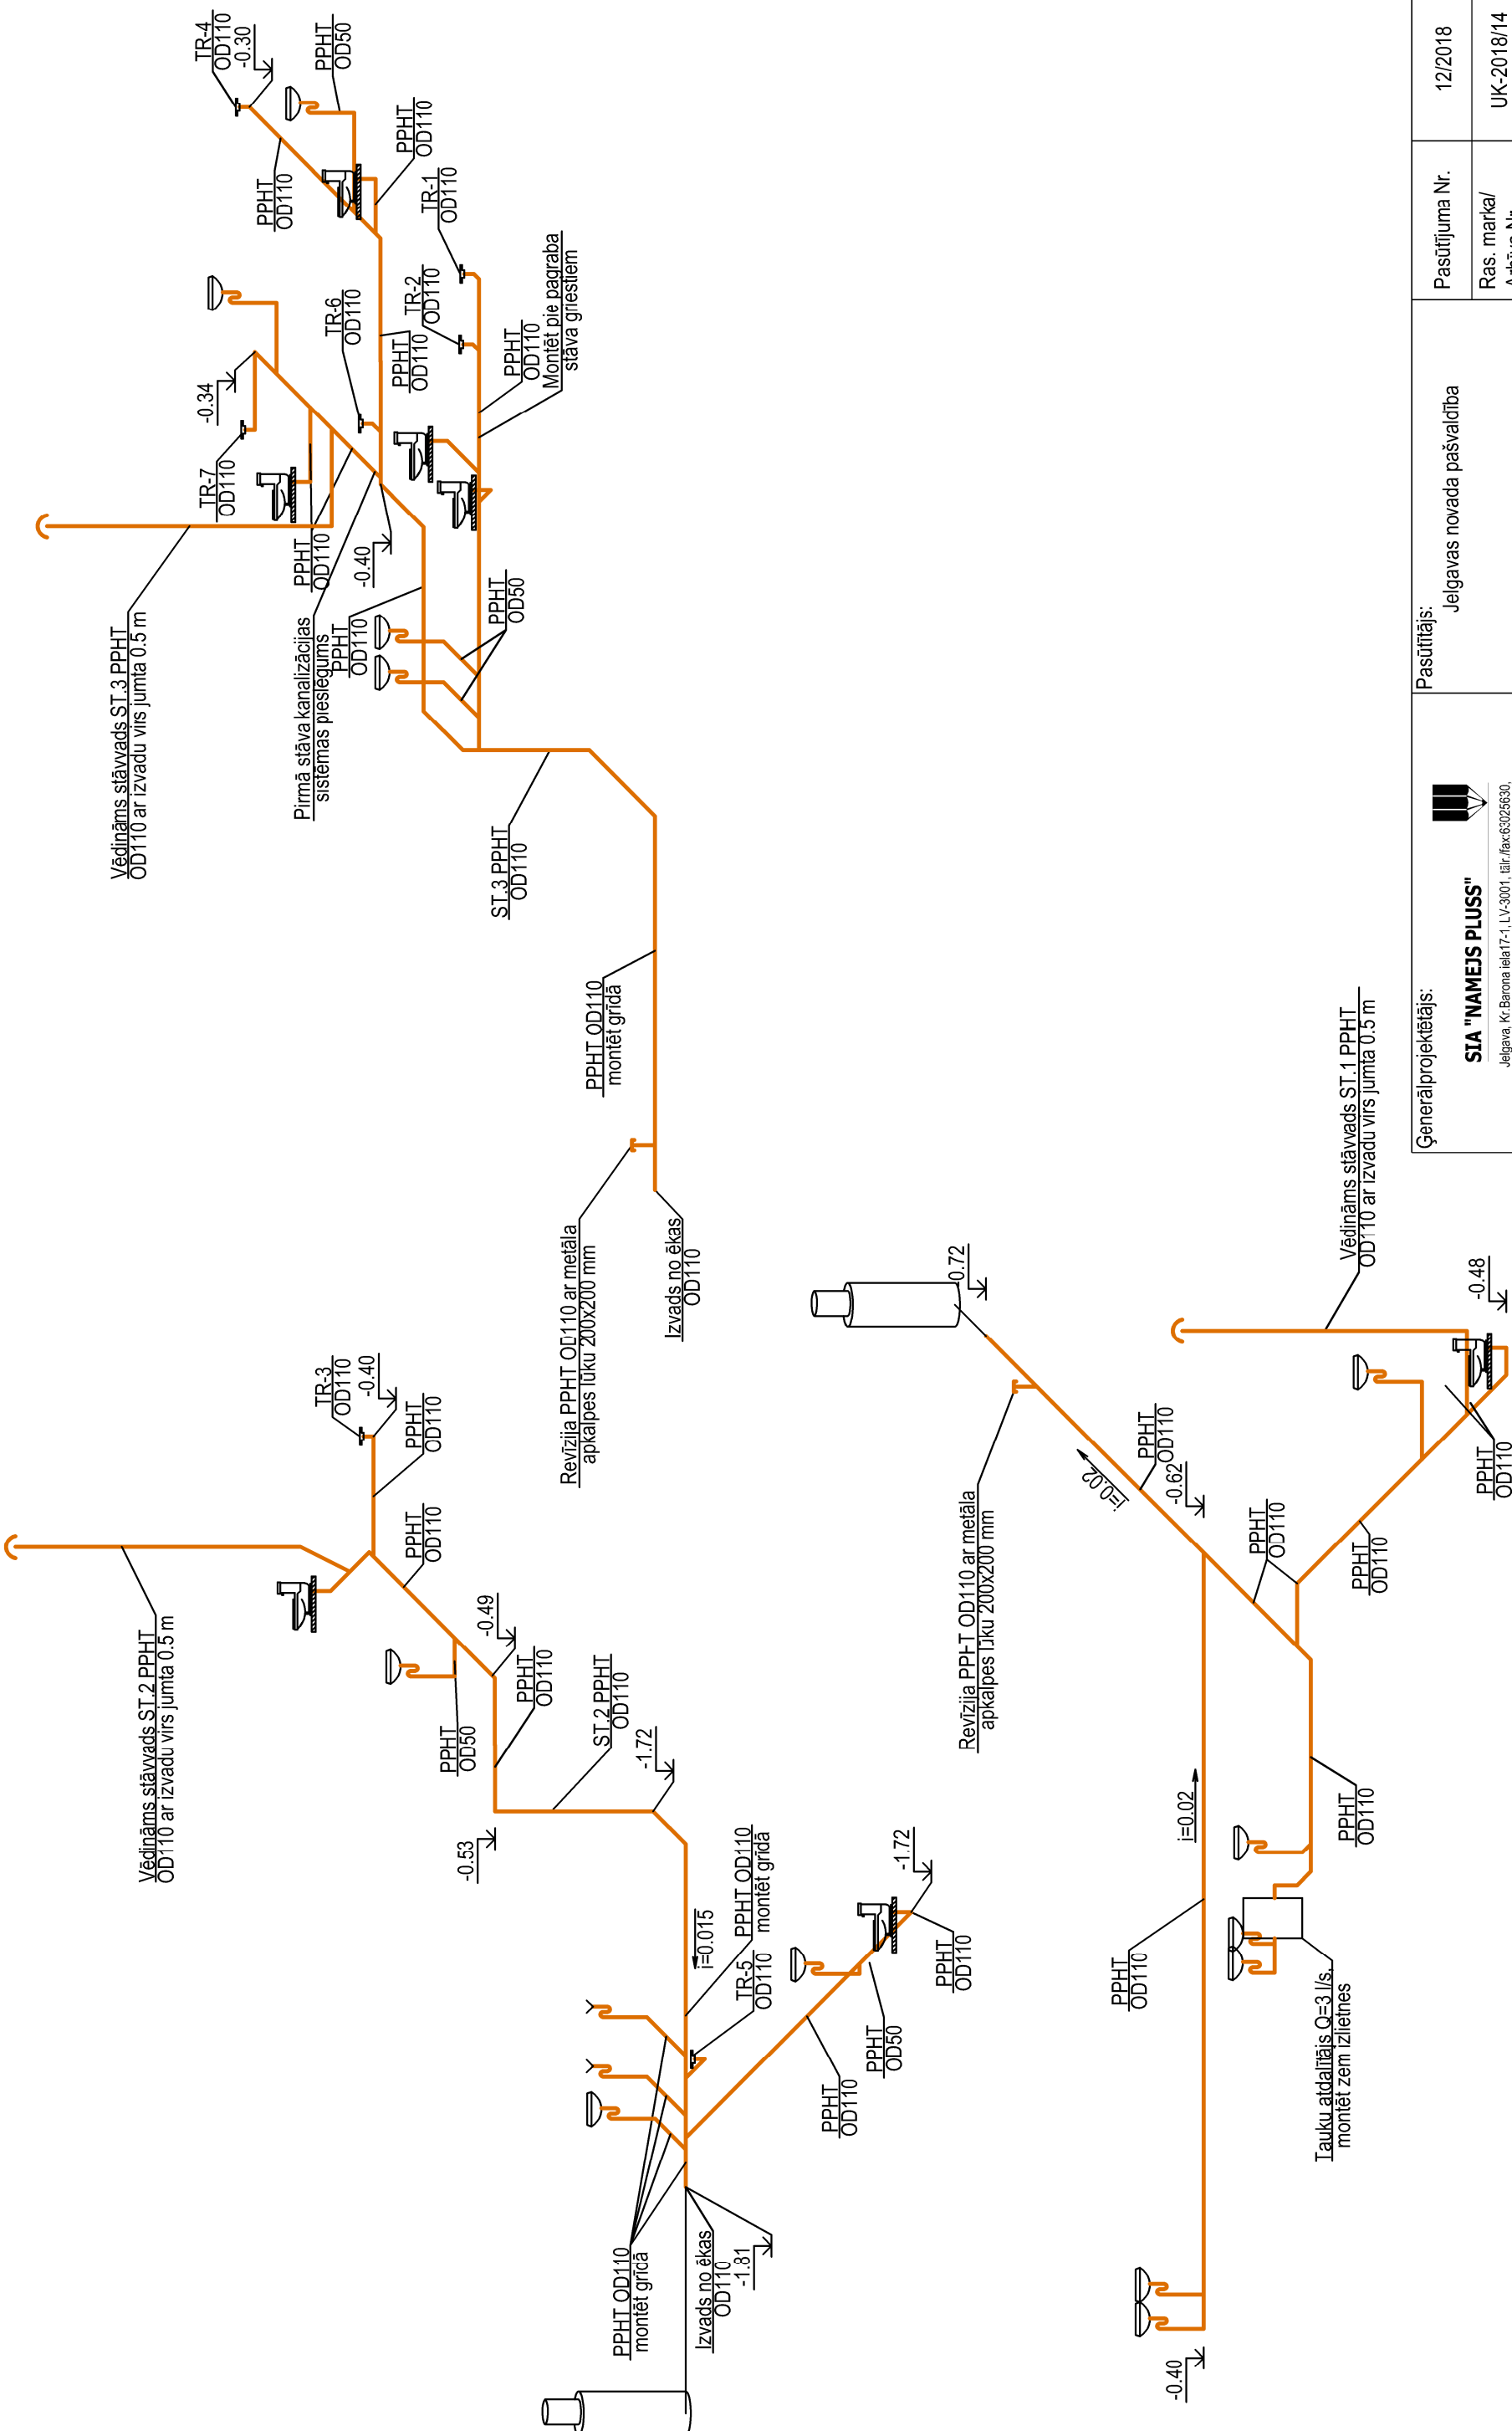 TR-4
OD110
-0.30
PPHT
OD50
PPHT
OD110
PPHT
OD110
TR-1
OD110
-0.34
TR-6
OD110
TR-2
OD110
TR-7
OD110
PPHT
OD110
PPHT
OD110
Montēt pie pagraba
stāva griestiem
PPHT
OD110
-0.40
PPHT
OD50
Vēdināms stāvvads ST.3 PPHT
OD110 ar izvadu virs jumta 0.5 m
Pirmā stāva kanalizācijas
sistēmas pieslēgums
PPHT
OD110
ST.3 PPHT
OD110
PPHT OD110
montēt grīdā
Revīzija PPHT OD110 ar metāla
apkalpes lūku 200x200 mm
Izvads no ēkas
OD110
TR-3
OD110
-0.40
PPHT
OD110
PPHT
OD110
Vēdināms stāvvads ST.2 PPHT
OD110 ar izvadu virs jumta 0.5 m
-0.49
PPHT
OD110
PPHT
OD50
ST.2 PPHT
OD110
-1.72
-0.53
PPHT OD110
montēt grīdā
i=0.015
TR-5
OD110
-1.72
PPHT
OD110
PPHT
OD50
PPHT
OD110
PPHT OD110
montēt grīdā
Izvads no ēkas
OD110
-1.81
-0.72
Vēdināms stāvvads ST.1 PPHT
OD110 ar izvadu virs jumta 0.5 m
-0.48
PPHT
OD110
i=0.02
-0.62
Revīzija PPHT OD110 ar metāla
apkalpes lūku 200x200 mm
PPHT
OD110
PPHT
OD110
PPHT
OD110
i=0.02
PPHT
OD110
PPHT
OD110
Tauku atdalītājs Q=3 l/s,
montēt zem izlietnes
-0.40
Ģenerālprojektētājs:
SIA "NAMEJS PLUSS"
Jelgava, Kr.Barona iela17-1, LV-3001, tālr./fax:63025630,
Pasūtītājs:
Jelgavas novada pašvaldība
Pasūtījuma Nr.
12/2018
Ras. marka/
UK-2018/14